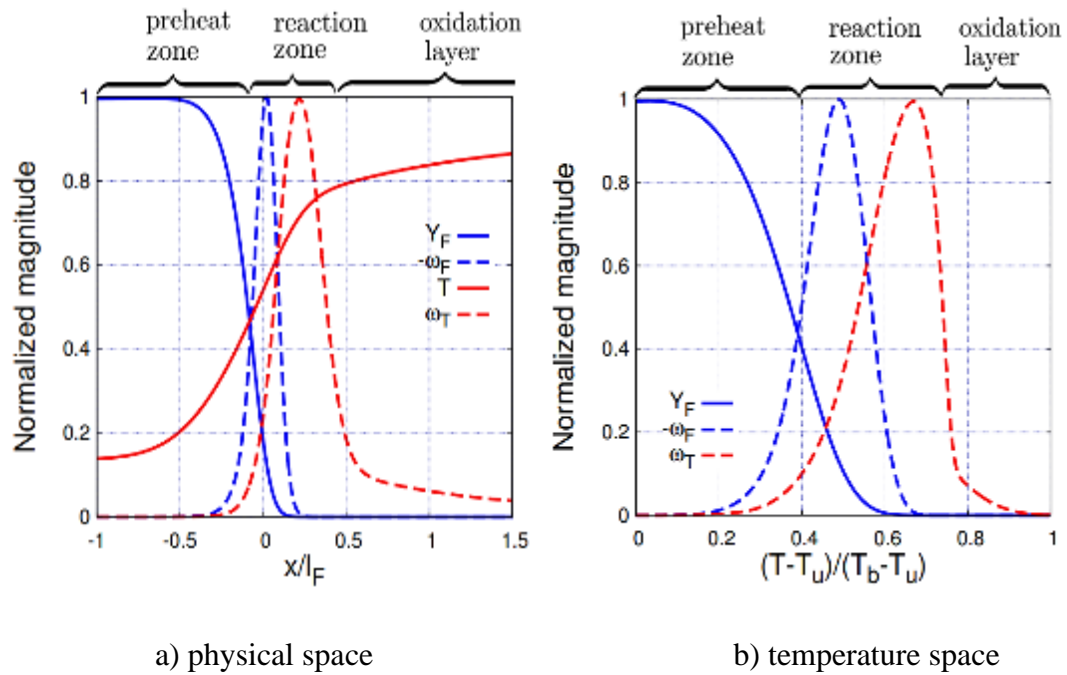 preheat
zone
reaction
zone
oxidation
layer
Normalized magnitude
1
0.8
0.6
0.4
0.2
0
-1
-0.5
0
0.5
1
1.5
x/l_F
Y_F
-ω_F
T
ω_T
a) physical space
preheat
zone
reaction
zone
oxidation
layer
Normalized magnitude
1
0.8
0.6
0.4
0.2
0
0
0.2
0.4
0.6
0.8
1
(T-T_u)/(T_b-T_u)
Y_F
-ω_F
ω_T
b) temperature space